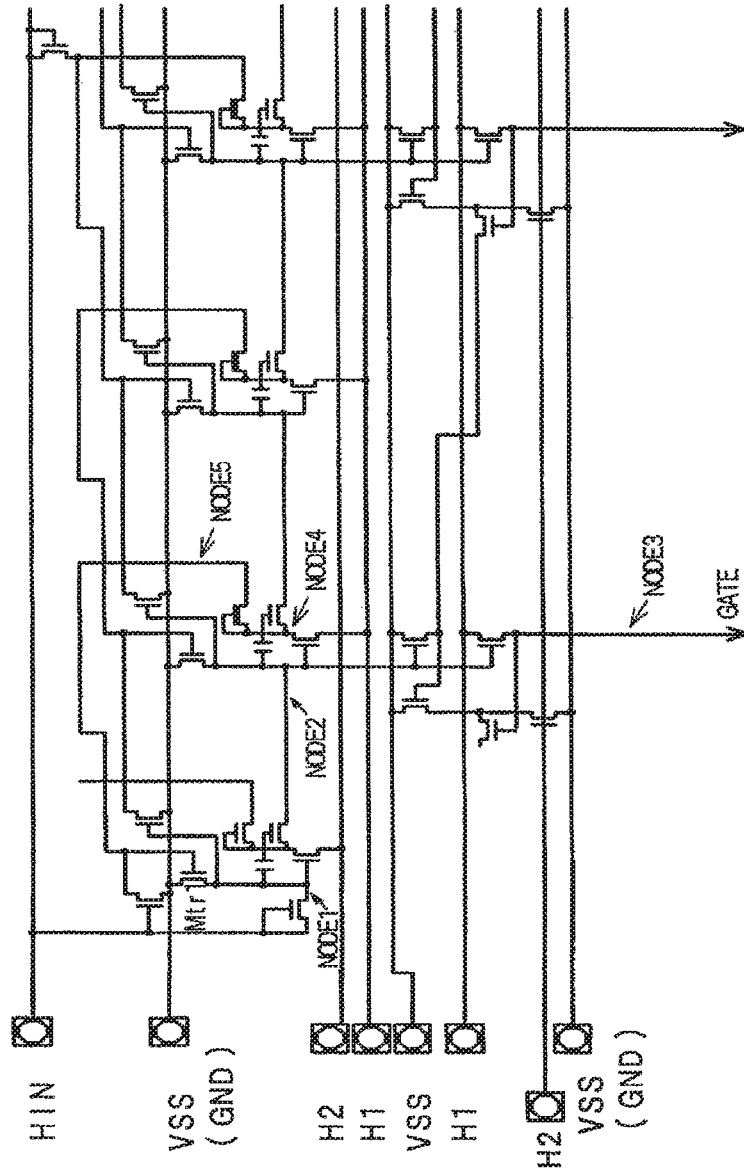 HIN
VSS
(GND)
H2
H1
VSS
H1
H2
VSS
(GND)
Mtr1
NODE1
NODE2
NODE5
NODE4
NODE3
GATE